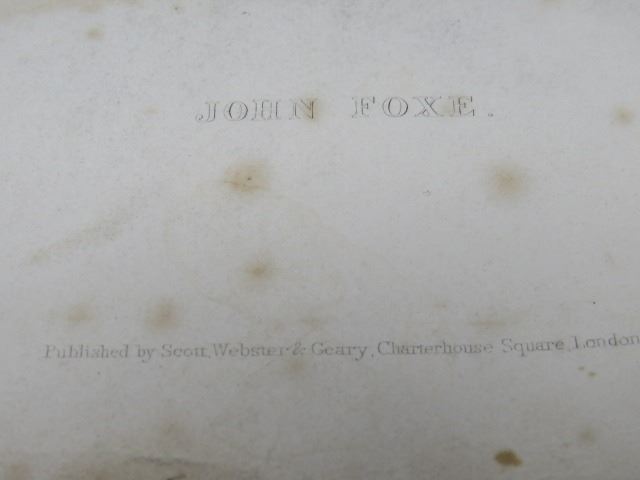 JOHN FOXE.
Published by Scott, Webster & Geary, Charterhouse Square, London